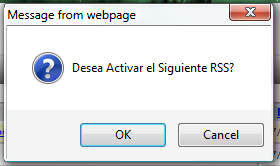 Message from webpage
Desea Activar el Siguiente RSS?
OK
Cancel